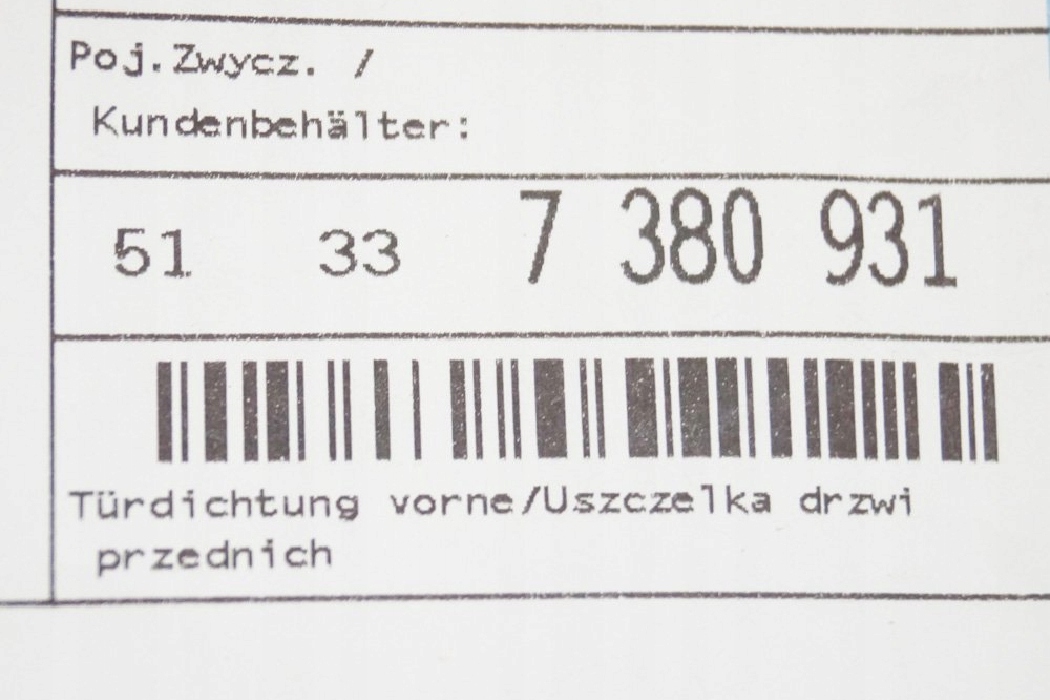 Poj.Zwycz. /
Kundenbehälter:
51 33 7 380 931
Türdichtung vorne/Uszczelka drzwi
przednich